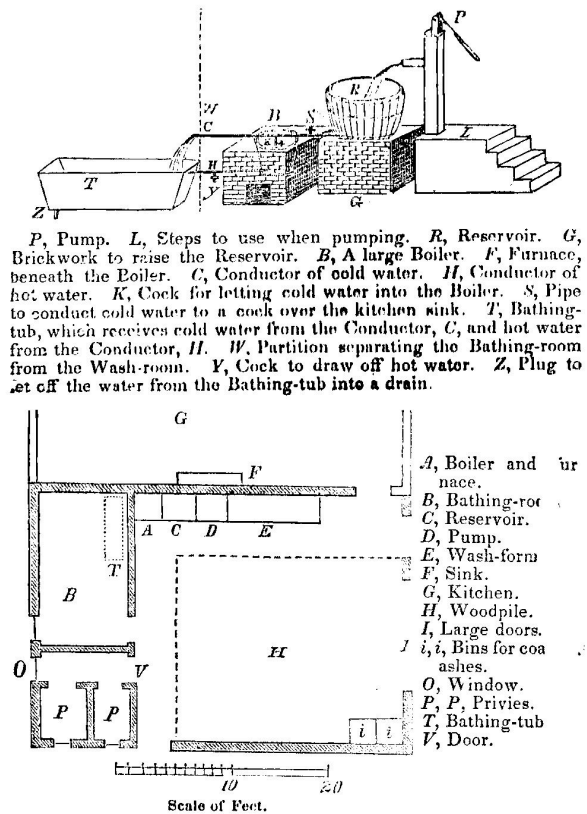 P
W
C
B
S
R
L
K
H
T
F
Y
Z
G
P, Pump. L, Steps to use when pumping. R, Reservoir. G,
Brickwork to raise the Reservoir. B, A large Boiler. F, Furnace,
beneath the Boiler. C, Conductor of cold water. H, Conductor of
hot water. K, Cock for letting cold water into the Boiler. S, Pipe
to conduct cold water to a cock over the kitchen sink. T, Bathing-
tub, which receives cold water from the Conductor, C, and hot water
from the Conductor, H. W, Partition separating the Bathing-room
from the Wash-room. Y, Cock to draw off hot water. Z, Plug to
let off the water from the Bathing-tub into a drain.
G
F
A C D E
T
B
H
I
O
V
P P
i i
10 20
Scale of Feet.
A, Boiler and ur
nace.
B, Bathing-roo
C, Reservoir.
D, Pump.
E, Wash-form
F, Sink.
G, Kitchen.
H, Woodpile.
I, Large doors.
i, i, Bins for coa
ashes.
O, Window.
P, P, Privies.
T, Bathing-tub
V, Door.